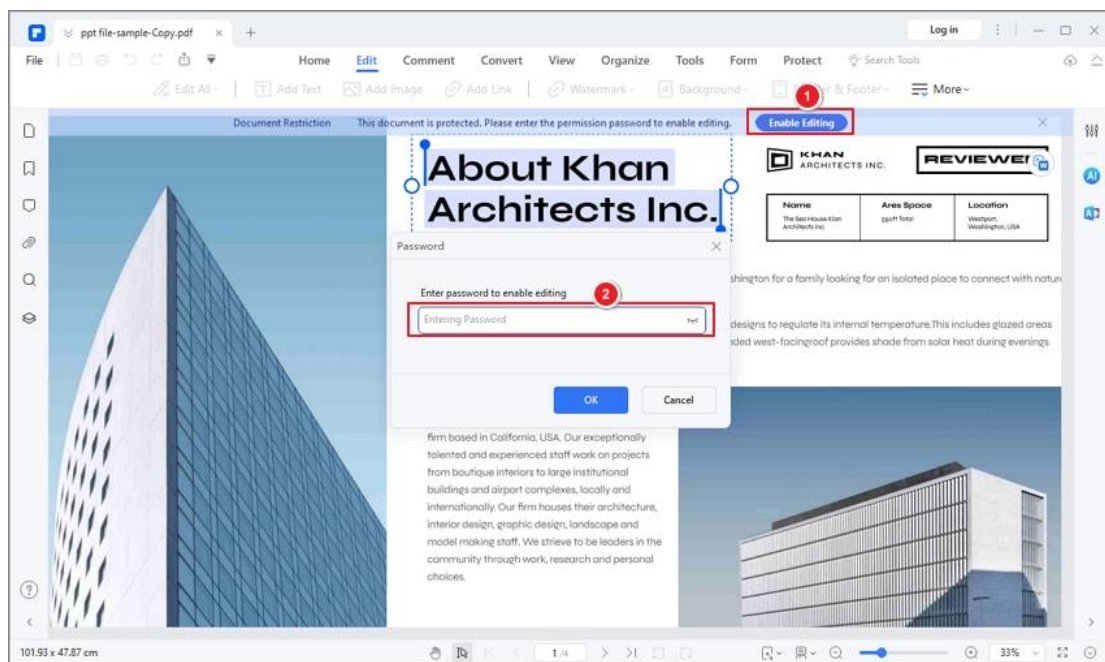 ppt file-sample-Copy.pdf
Log in
File Home Edit Comment Convert View Organize Tools Form Protect Search Tools
Edit All Add Text Add Image Add Link Watermark Background & Footer More
1
Document Restriction This document is protected. Please enter the permission password to enable editing. Enable Editing
About Khan
Architects Inc.
KHAN
ARCHITECTS INC.
Name Ares Space Location
The Sea House Klan Architects Inc
Total
Westport,
Washington, USA
Password
Enter password to enable editing
2
Entering Password
OK Cancel
for a family looking for an isolated place to connect with nature
designs to regulate its internal temperature.This includes glazed areas
west-facingroof provides shade from solar heat during evenings
firm based in California, USA. Our exceptionally
talented and experienced staff work on projects
from boutique interiors to large institutional
buildings and airport complexes, locally and
internationally. Our firm houses their architecture,
interior design, graphic design, landscape and
model making staff. We strieve to be leaders in the
community through work, research and personal
choices.
101.93 x 47.87 cm
1 /4
33%